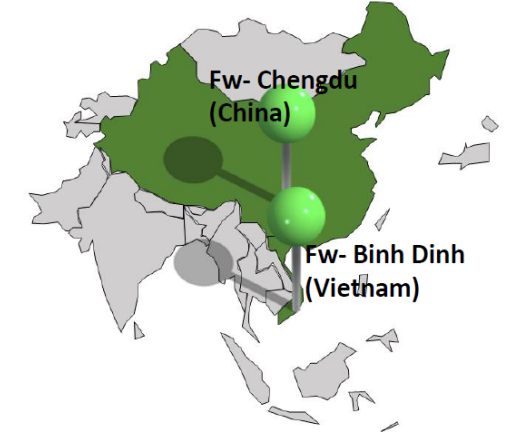 Fw- Chengdu
(China)
Fw- Binh Dinh
(Vietnam)